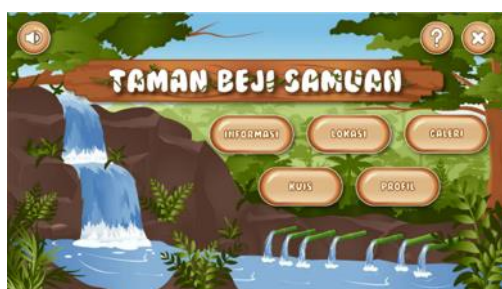 ?
TAMAN BEJI SAMUAN
INFORMASI
LOKASI
GALERI
KUIS
PROFIL